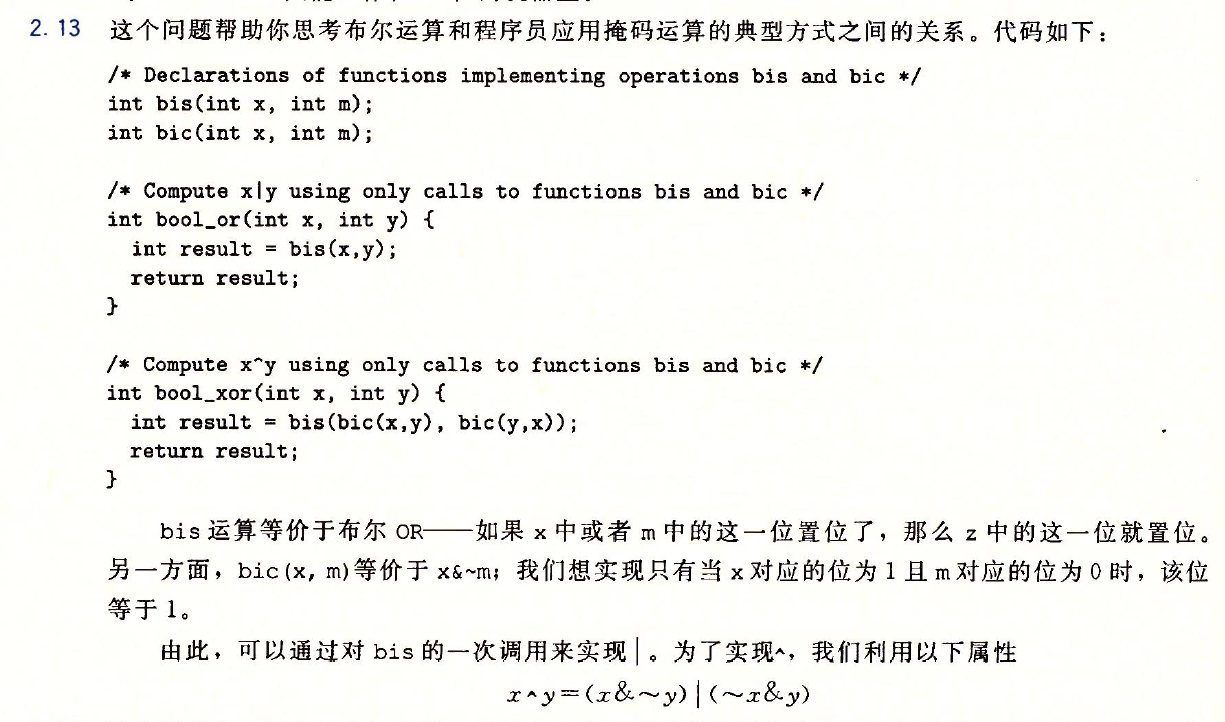 2.13 这个问题帮助你思考布尔运算和程序员应用掩码运算的典型方式之间的关系。代码如下：
/* Declarations of functions implementing operations bis and bic */
int bis(int x, int m);
int bic(int x, int m);
/* Compute x|y using only calls to functions bis and bic */
int bool_or(int x, int y) {
int result = bis(x,y);
return result;
}
/* Compute x^y using only calls to functions bis and bic */
int bool_xor(int x, int y) {
int result = bis(bic(x,y), bic(y,x));
return result;
}
bis 运算等价于布尔 OR——如果 x 中或者 m 中的这一位置位了，那么 z 中的这一位就置位。
另一方面，bic(x, m)等价于 x&~m；我们想实现只有当 x 对应的位为 1 且 m 对应的位为 0 时，该位
等于 1。
由此，可以通过对 bis 的一次调用来实现|。为了实现^，我们利用以下属性
x^y=(x&~y)|(~x&y)